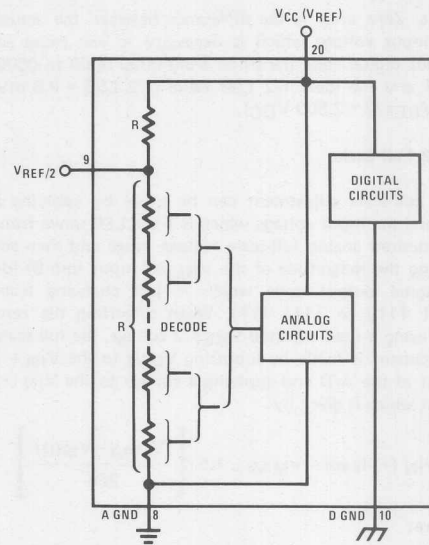 VCC (VREF)
20
R
9
VREF/2
DIGITAL
CIRCUITS
R
DECODE
ANALOG
CIRCUITS
A GND
8
D GND
10